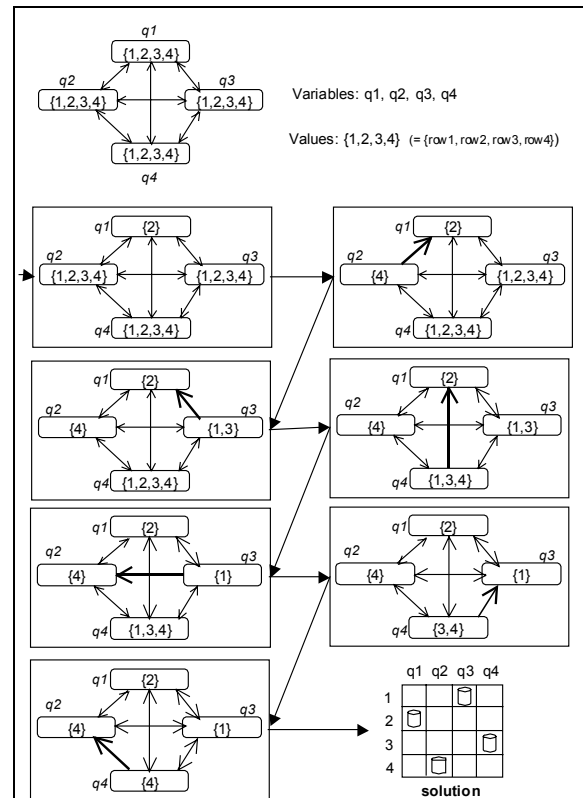 q1
{1,2,3,4}
q2 q3
{1,2,3,4} {1,2,3,4}
{1,2,3,4}
q4
Variables: q1, q2, q3, q4
Values: {1,2,3,4} (= {row1, row2, row3, row4})
q1 {2}
q2 q3
{1,2,3,4} {1,2,3,4}
q4 {1,2,3,4}
q1 {2}
q2 q3
{4} {1,2,3,4}
q4 {1,2,3,4}
q1 {2}
q2 q3
{4} {1,3}
q4 {1,2,3,4}
q1 {2}
q2 q3
{4} {1,3}
q4 {1,3,4}
q1 {2}
q2 q3
{4} {1}
q4 {1,3,4}
q1 {2}
q2 q3
{4} {1}
q4 {3,4}
q1 {2}
q2 q3
{4} {1}
q4 {4}
q1 q2 q3 q4
1
2
3
4
solution